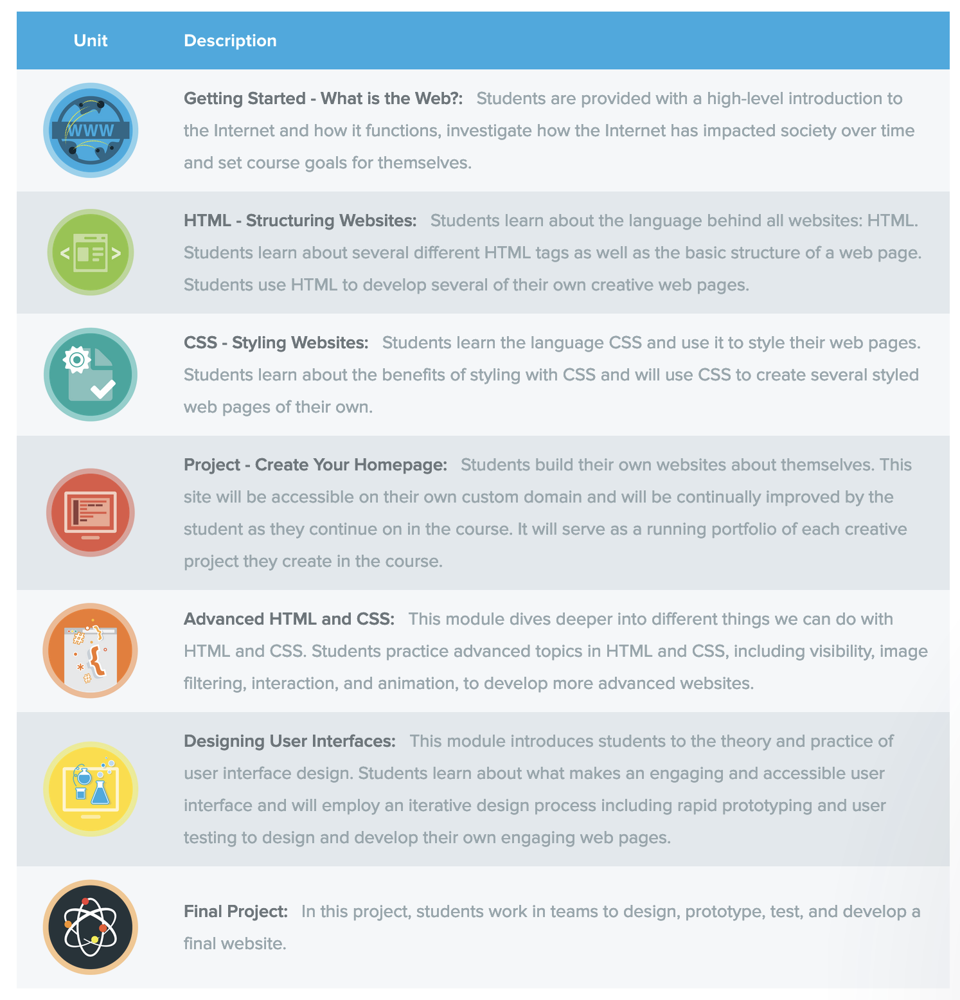 Unit Description
Getting Started - What is the Web?: Students are provided with a high-level introduction to
WWW
the Internet and how it functions, investigate how the Internet has impacted society over time
and set course goals for themselves.
HTML - Structuring Websites: Students learn about the language behind all websites: HTML.
< >
Students learn about several different HTML tags as well as the basic structure of a web page.
Students use HTML to develop several of their own creative web pages.
CSS - Styling Websites: Students learn the language CSS and use it to style their web pages.
Students learn about the benefits of styling with CSS and will use CSS to create several styled
web pages of their own.
Project - Create Your Homepage: Students build their own websites about themselves. This
site will be accessible on their own custom domain and will be continually improved by the
student as they continue on in the course. It will serve as a running portfolio of each creative
project they create in the course.
Advanced HTML and CSS: This module dives deeper into different things we can do with
HTML and CSS. Students practice advanced topics in HTML and CSS, including visibility, image
filtering, interaction, and animation, to develop more advanced websites.
Designing User Interfaces: This module introduces students to the theory and practice of
user interface design. Students learn about what makes an engaging and accessible user
interface and will employ an iterative design process including rapid prototyping and user
testing to design and develop their own engaging web pages.
Final Project: In this project, students work in teams to design, prototype, test, and develop a
final website.